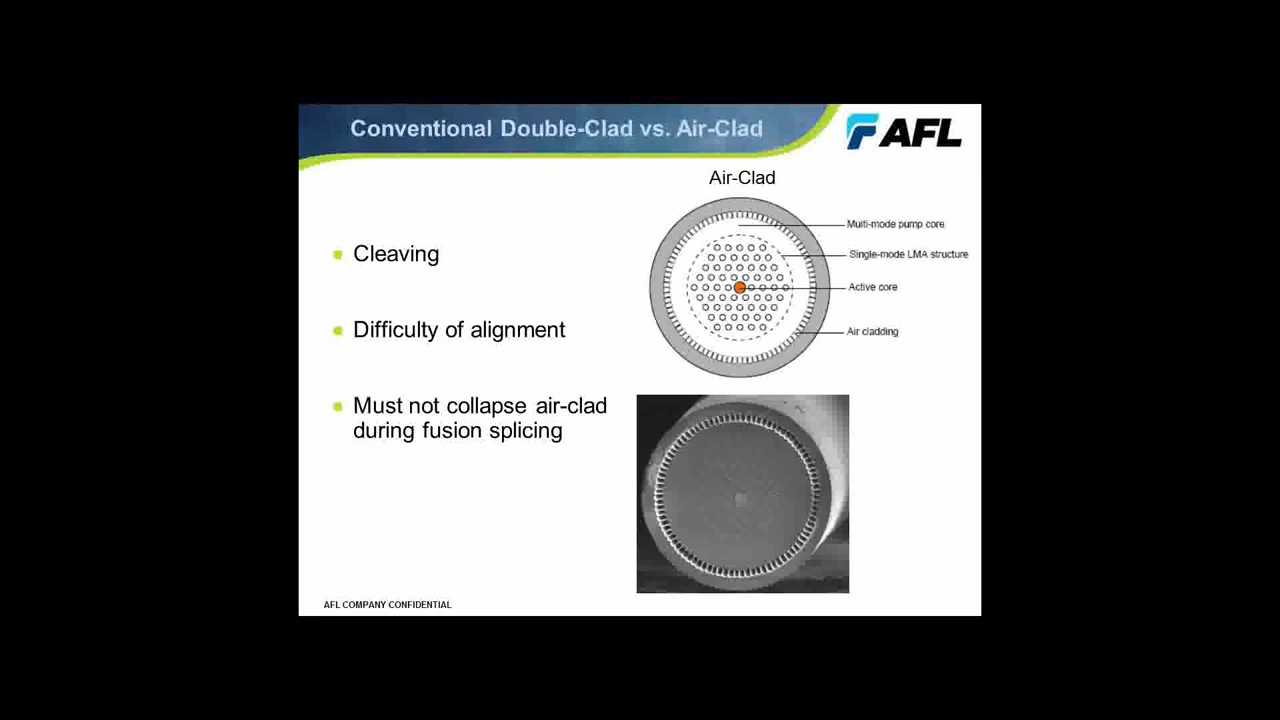 Conventional Double-Clad vs. Air-Clad
AFL
Air-Clad
Multi-mode pump core
Single-mode LMA structure
Active core
Air cladding
Cleaving
Difficulty of alignment
Must not collapse air-clad
during fusion splicing
AFL COMPANY CONFIDENTIAL